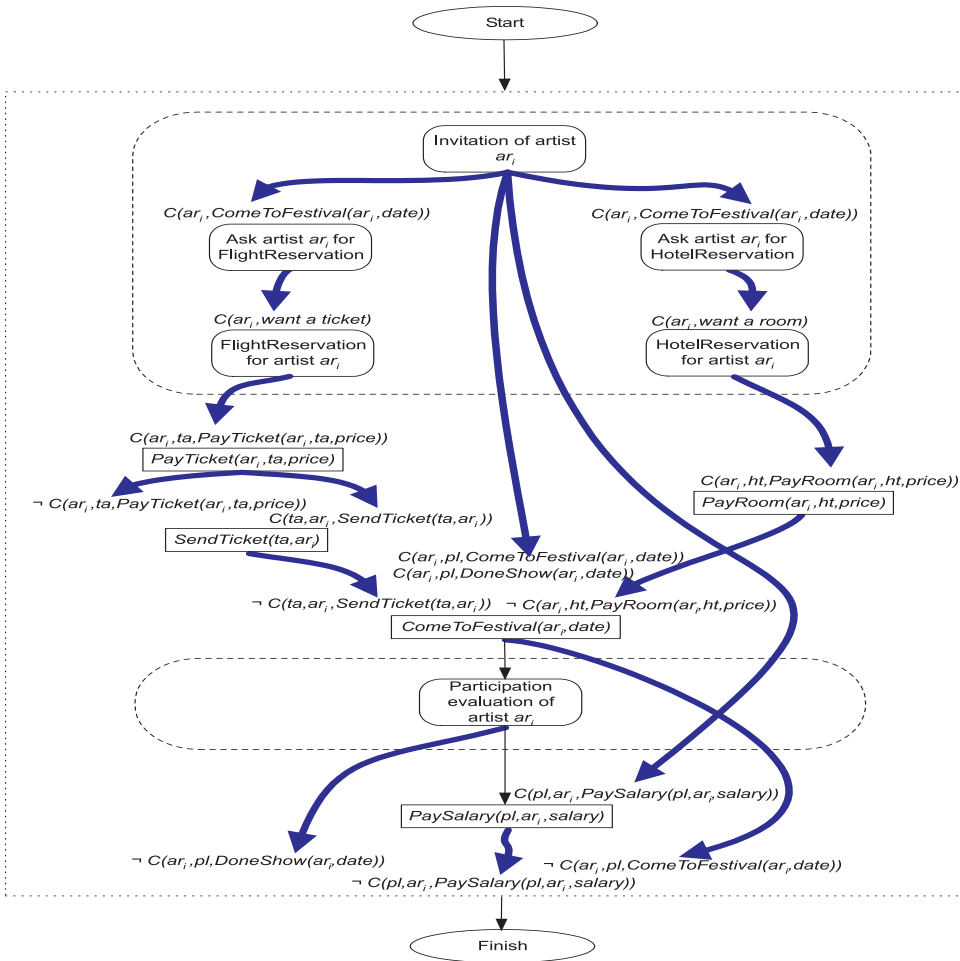 Start
Invitation of artist
ar_i
C(ar_i,ComeToFestival(ar_i,date))
C(ar_i,ComeToFestival(ar_i,date))
Ask artist ar_i for
FlightReservation
Ask artist ar_i for
HotelReservation
C(ar_i,want a ticket)
C(ar_i,want a room)
FlightReservation
for artist ar_i
HotelReservation
for artist ar_i
C(ar_i,ta,PayTicket(ar_i,ta,price))
PayTicket(ar_i,ta,price)
C(ar_i,ht,PayRoom(ar_i,ht,price))
PayRoom(ar_i,ht,price)
¬ C(ar_i,ta,PayTicket(ar_i,ta,price))
C(ta,ar_i,SendTicket(ta,ar_i))
SendTicket(ta,ar_i)
C(ar_i,pl,ComeToFestival(ar_i,date))
C(ar_i,pl,DoneShow(ar_i,date))
¬ C(ta,ar_i,SendTicket(ta,ar_i))
¬ C(ar_i,ht,PayRoom(ar_i,ht,price))
ComeToFestival(ar_i,date)
Participation
evaluation of
artist ar_i
C(pl,ar_i,PaySalary(pl,ar_i,salary))
PaySalary(pl,ar_i,salary)
¬ C(ar_i,pl,DoneShow(ar_i,date))
¬ C(ar_i,pl,ComeToFestival(ar_i,date))
¬ C(pl,ar_i,PaySalary(pl,ar_i,salary))
Finish